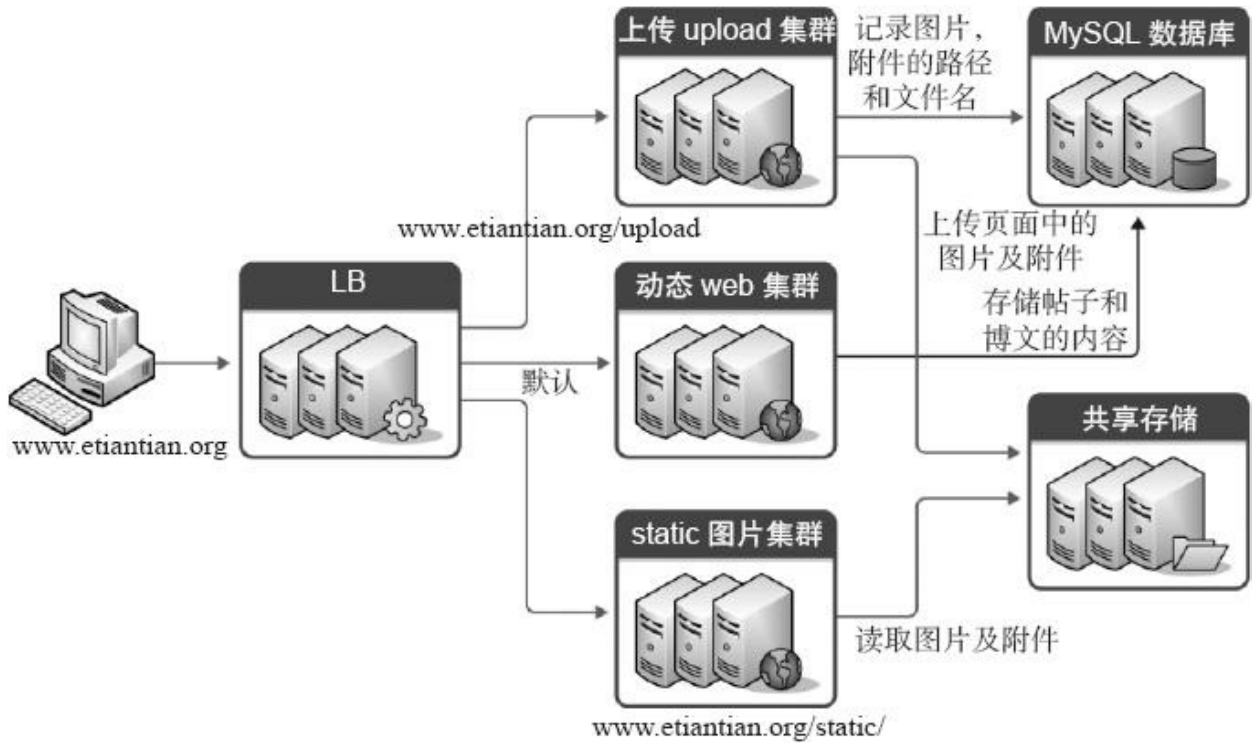 上传 upload 集群
记录图片，
附件的路径
和文件名
MySQL 数据库
www.etiantian.org/upload
上传页面中的
图片及附件
LB
动态 web 集群
存储帖子和
博文的内容
默认
www.etiantian.org
共享存储
static 图片集群
读取图片及附件
www.etiantian.org/static/